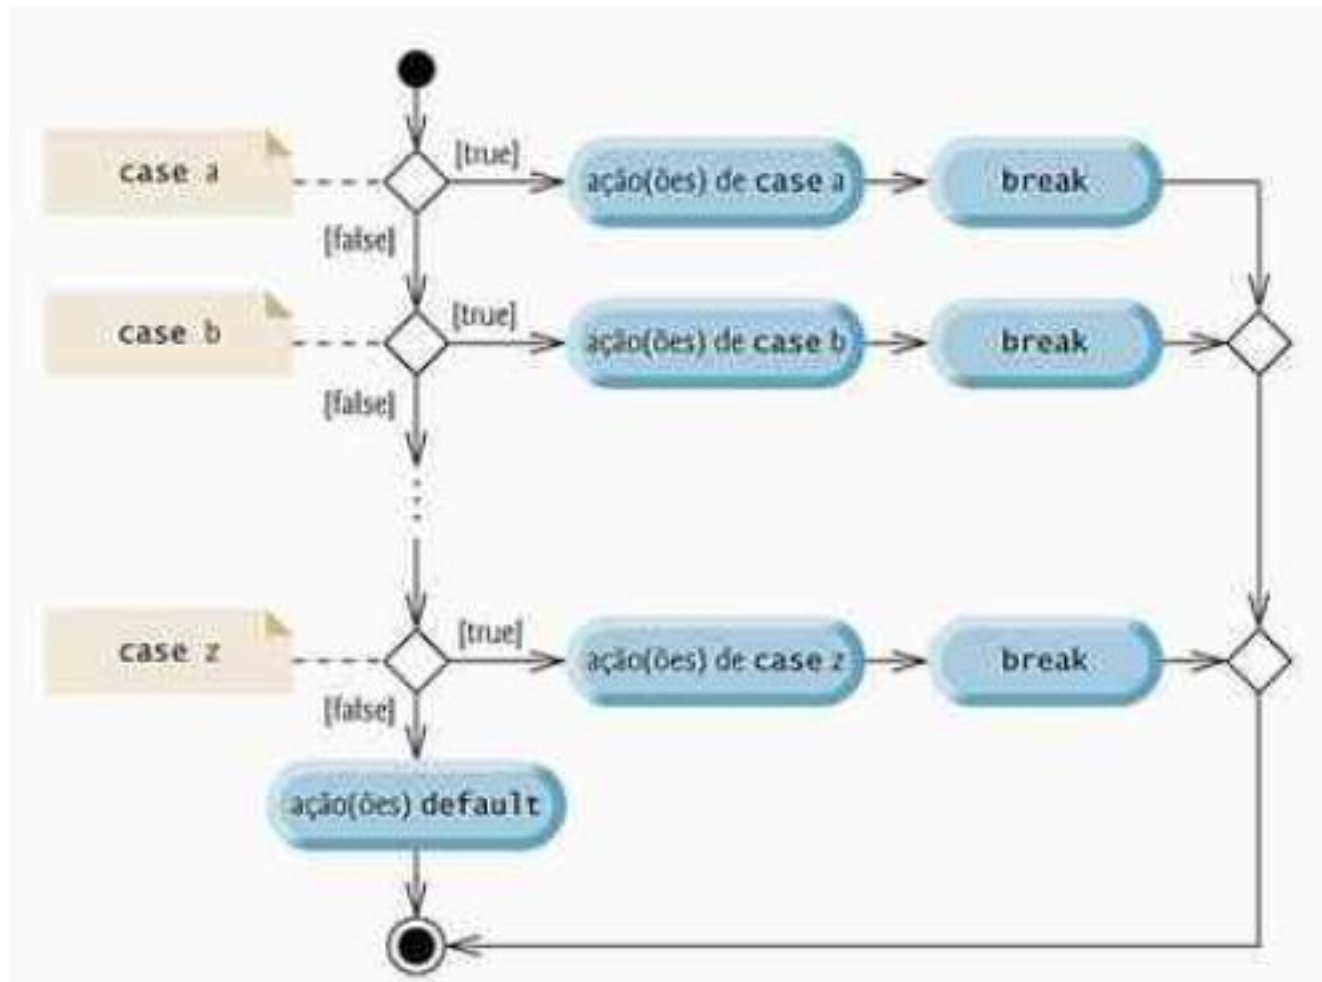 case a
[true]
ação(ões) de case a
break
[false]
case b
[true]
ação(ões) de case b
break
[false]
case z
[true]
ação(ões) de case z
break
[false]
ação(ões) default